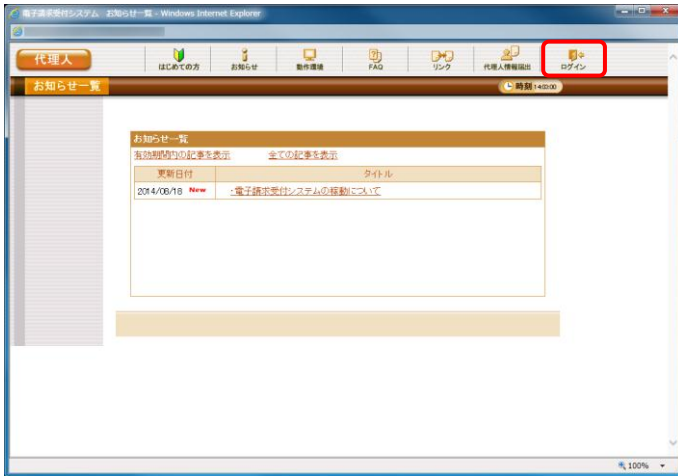 電子請求受付システム お知らせ一覧 - Windows Internet Explorer
代理人
はじめての方
お知らせ
動作環境
FAQ
リンク
代理人情報届出
ログイン
お知らせ一覧
時刻 14:00:00
お知らせ一覧
有効期間内の記事を表示 全ての記事を表示
更新日付 タイトル
2014/08/18 New ・電子請求受付システムの稼動について
100%